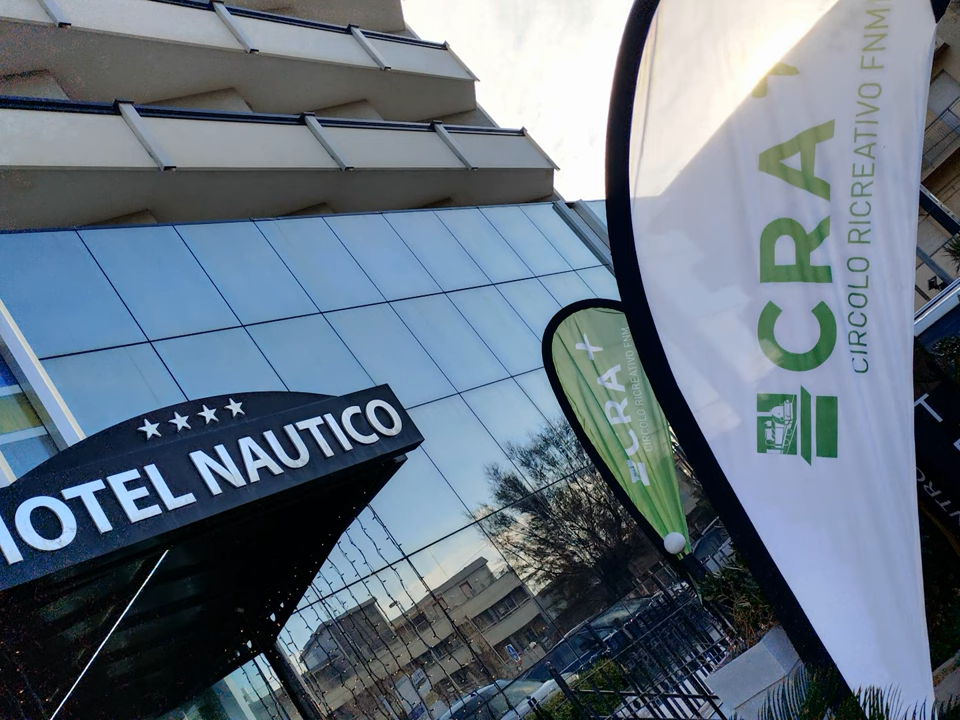 HOTEL NAUTICO
CRA+
CIRCOLO RICREATIVO FNM
CRA
CIRCOLO RICREATIVO FNM